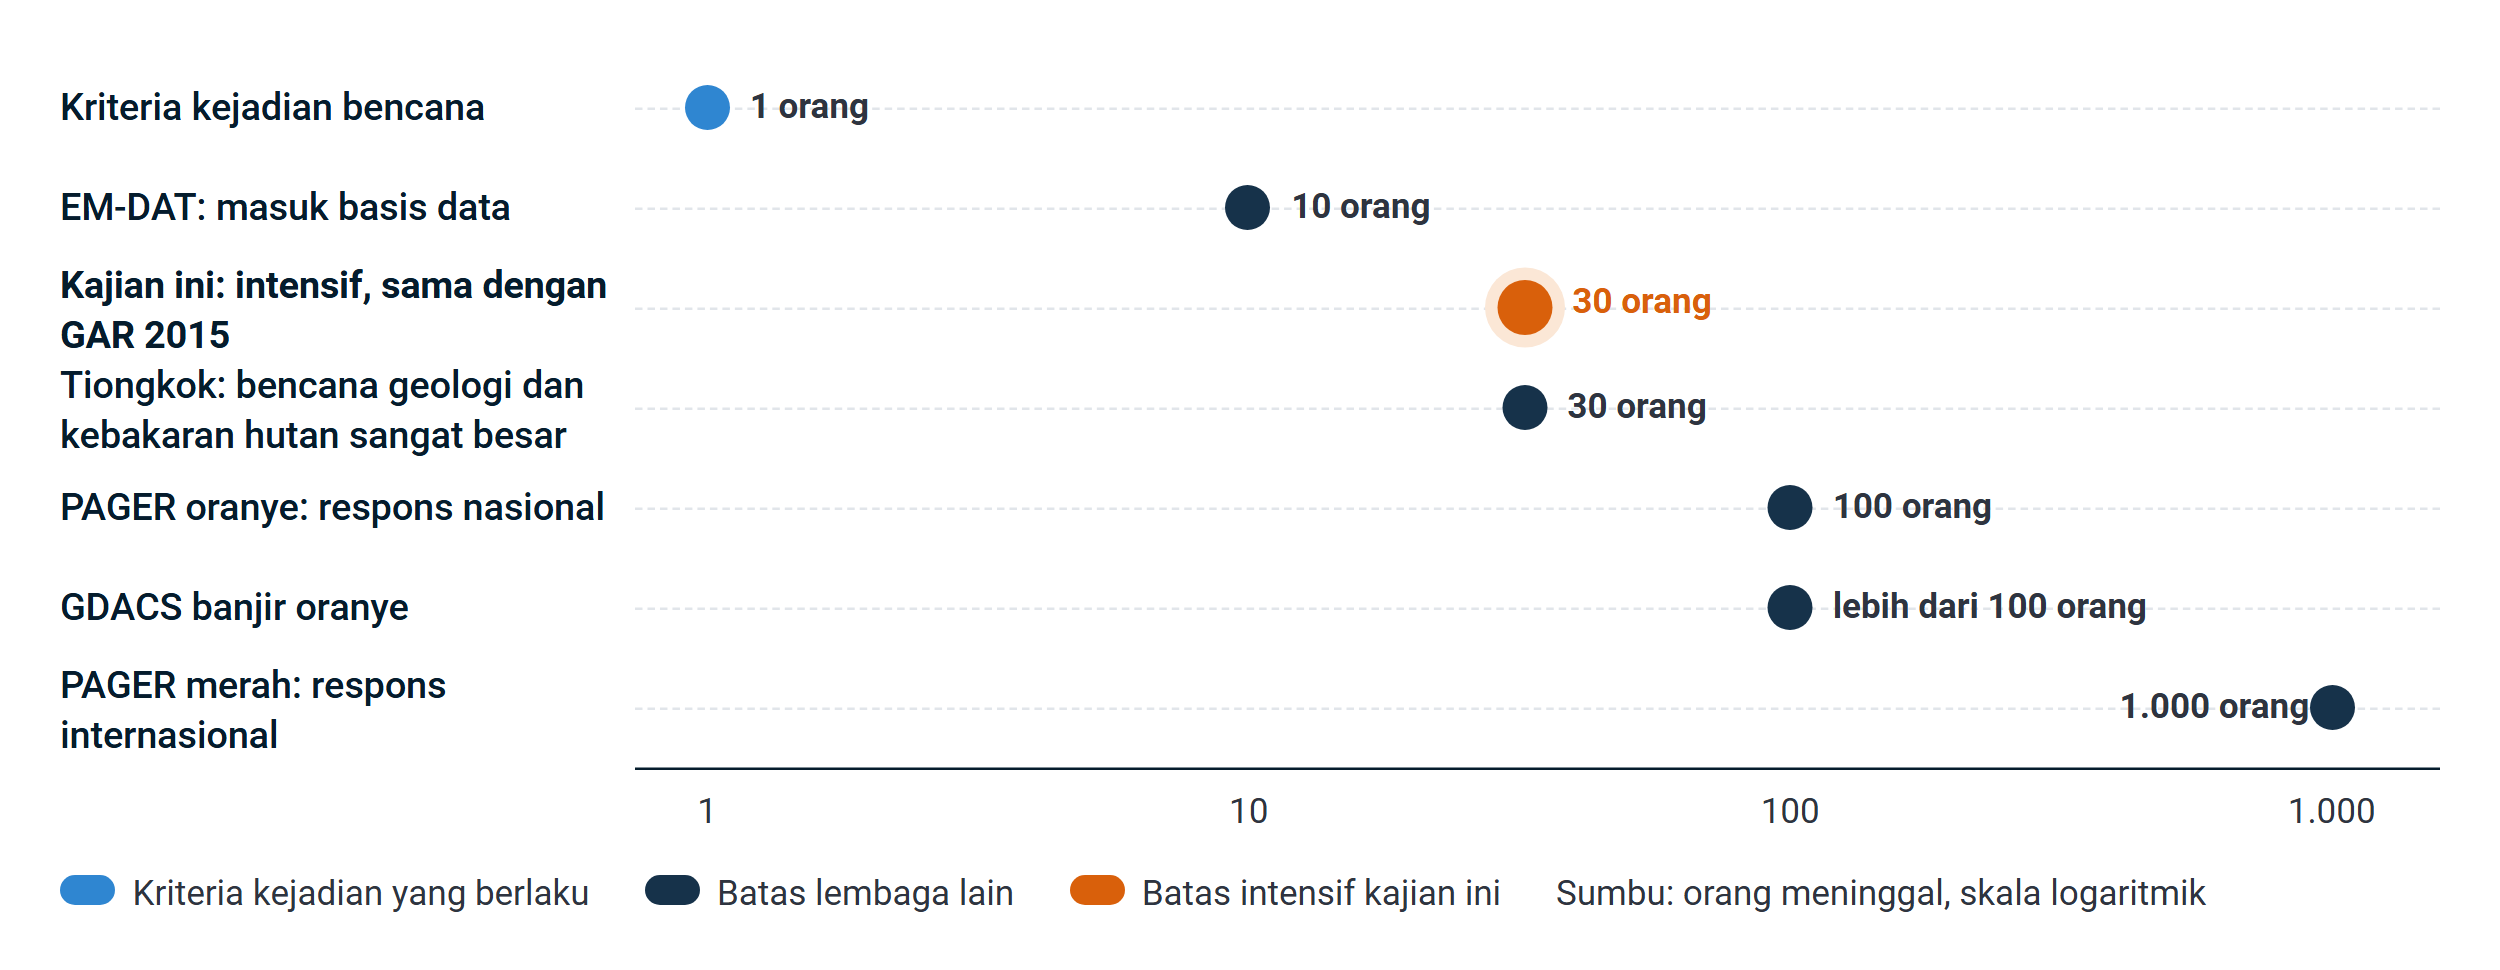 Kriteria kejadian bencana
1 orang
EM-DAT: masuk basis data
10 orang
Kajian ini: intensif, sama dengan
GAR 2015
30 orang
Tiongkok: bencana geologi dan
kebakaran hutan sangat besar
30 orang
PAGER oranye: respons nasional
100 orang
GDACS banjir oranye
lebih dari 100 orang
PAGER merah: respons
internasional
1.000 orang
1 10 100 1.000
Kriteria kejadian yang berlaku Batas lembaga lain Batas intensif kajian ini Sumbu: orang meninggal, skala logaritmik